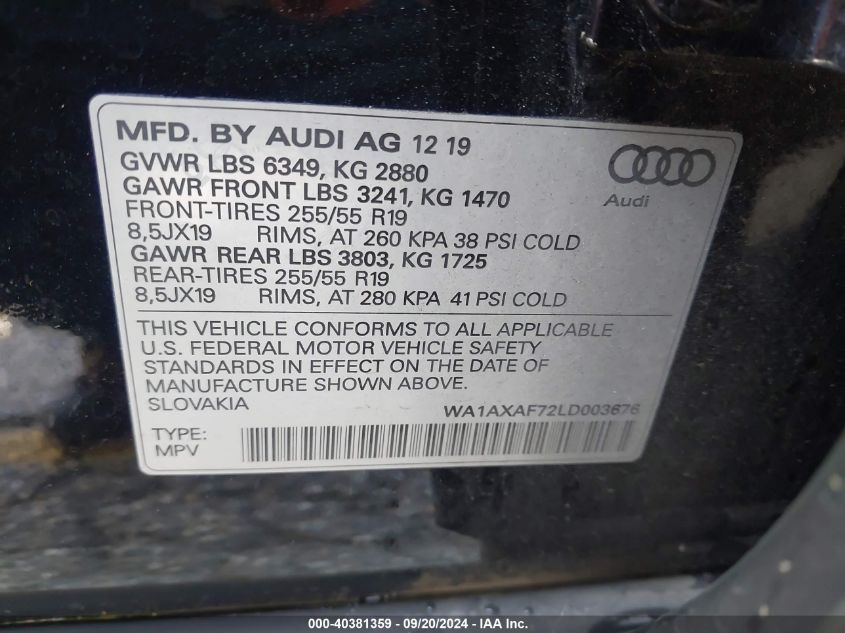 MFD. BY AUDI AG 12 19
GVWR LBS 6349, KG 2880
GAWR FRONT LBS 3241, KG 1470
FRONT-TIRES 255/55 R19
8,5JX19 RIMS, AT 260 KPA 38 PSI COLD
GAWR REAR LBS 3803, KG 1725
REAR-TIRES 255/55 R19
8,5JX19 RIMS, AT 280 KPA 41 PSI COLD
Audi
THIS VEHICLE CONFORMS TO ALL APPLICABLE
U.S. FEDERAL MOTOR VEHICLE SAFETY
STANDARDS IN EFFECT ON THE DATE OF
MANUFACTURE SHOWN ABOVE.
SLOVAKIA WA1AXAF72LD003676
TYPE:
MPV
000-40381359 - 09/20/2024 - IAAI.com